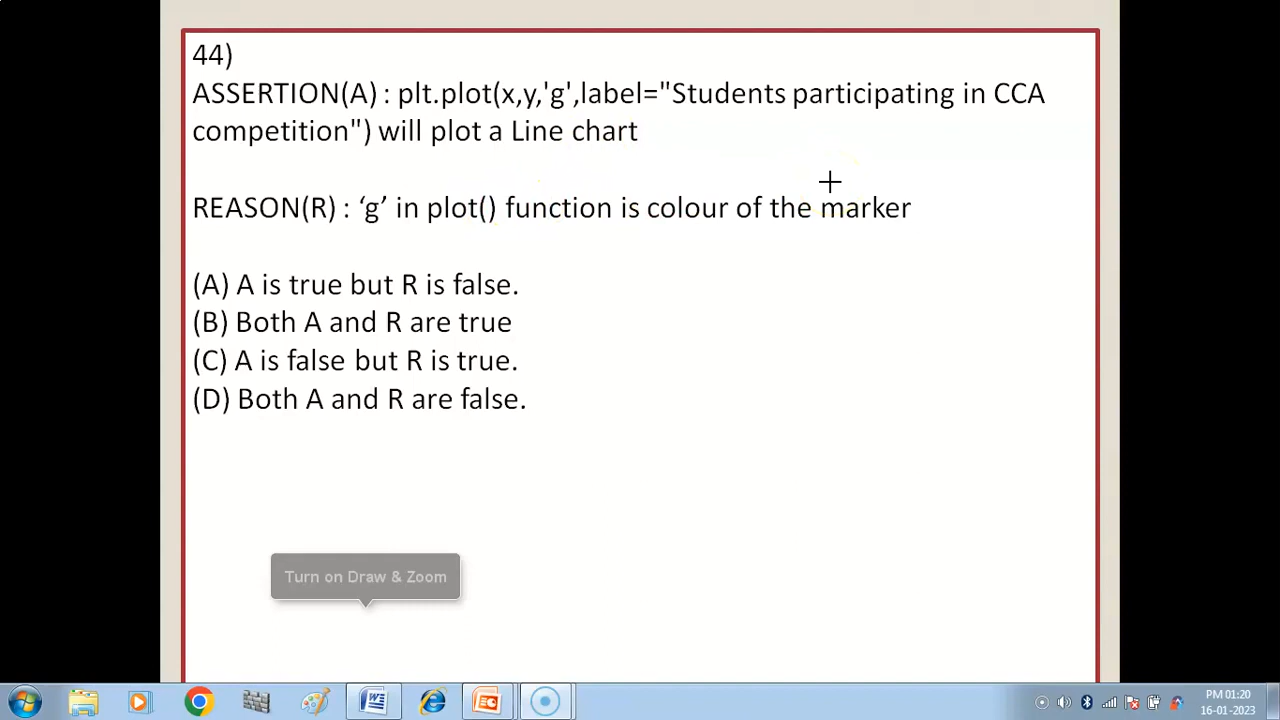 44)
ASSERTION(A) : plt.plot(x,y,'g',label="Students participating in CCA
competition") will plot a Line chart
REASON(R) : ‘g’ in plot() function is colour of the marker
(A) A is true but R is false.
(B) Both A and R are true
(C) A is false but R is true.
(D) Both A and R are false.
Turn on Draw & Zoom
PM 01:20
16-01-2023